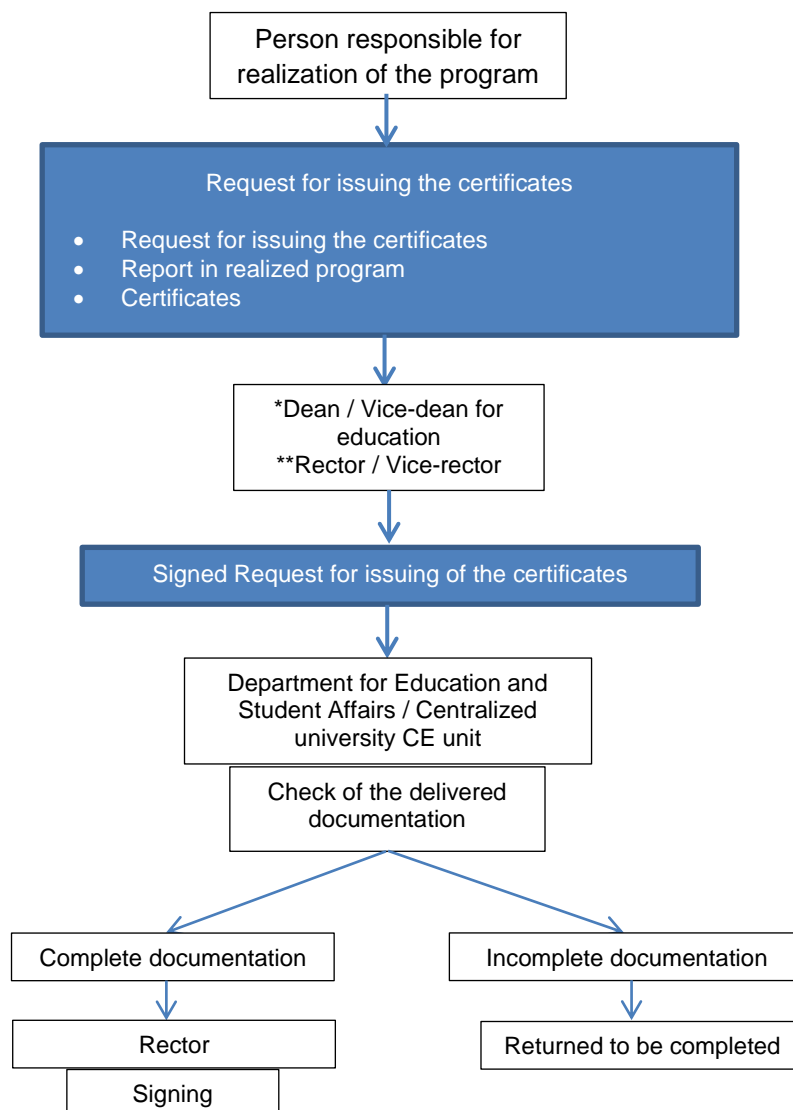 Person responsible for
realization of the program
Request for issuing the certificates
• Request for issuing the certificates
• Report in realized program
• Certificates
*Dean / Vice-dean for
education
**Rector / Vice-rector
Signed Request for issuing of the certificates
Department for Education and
Student Affairs / Centralized
university CE unit
Check of the delivered
documentation
Complete documentation
Incomplete documentation
Rector
Returned to be completed
Signing